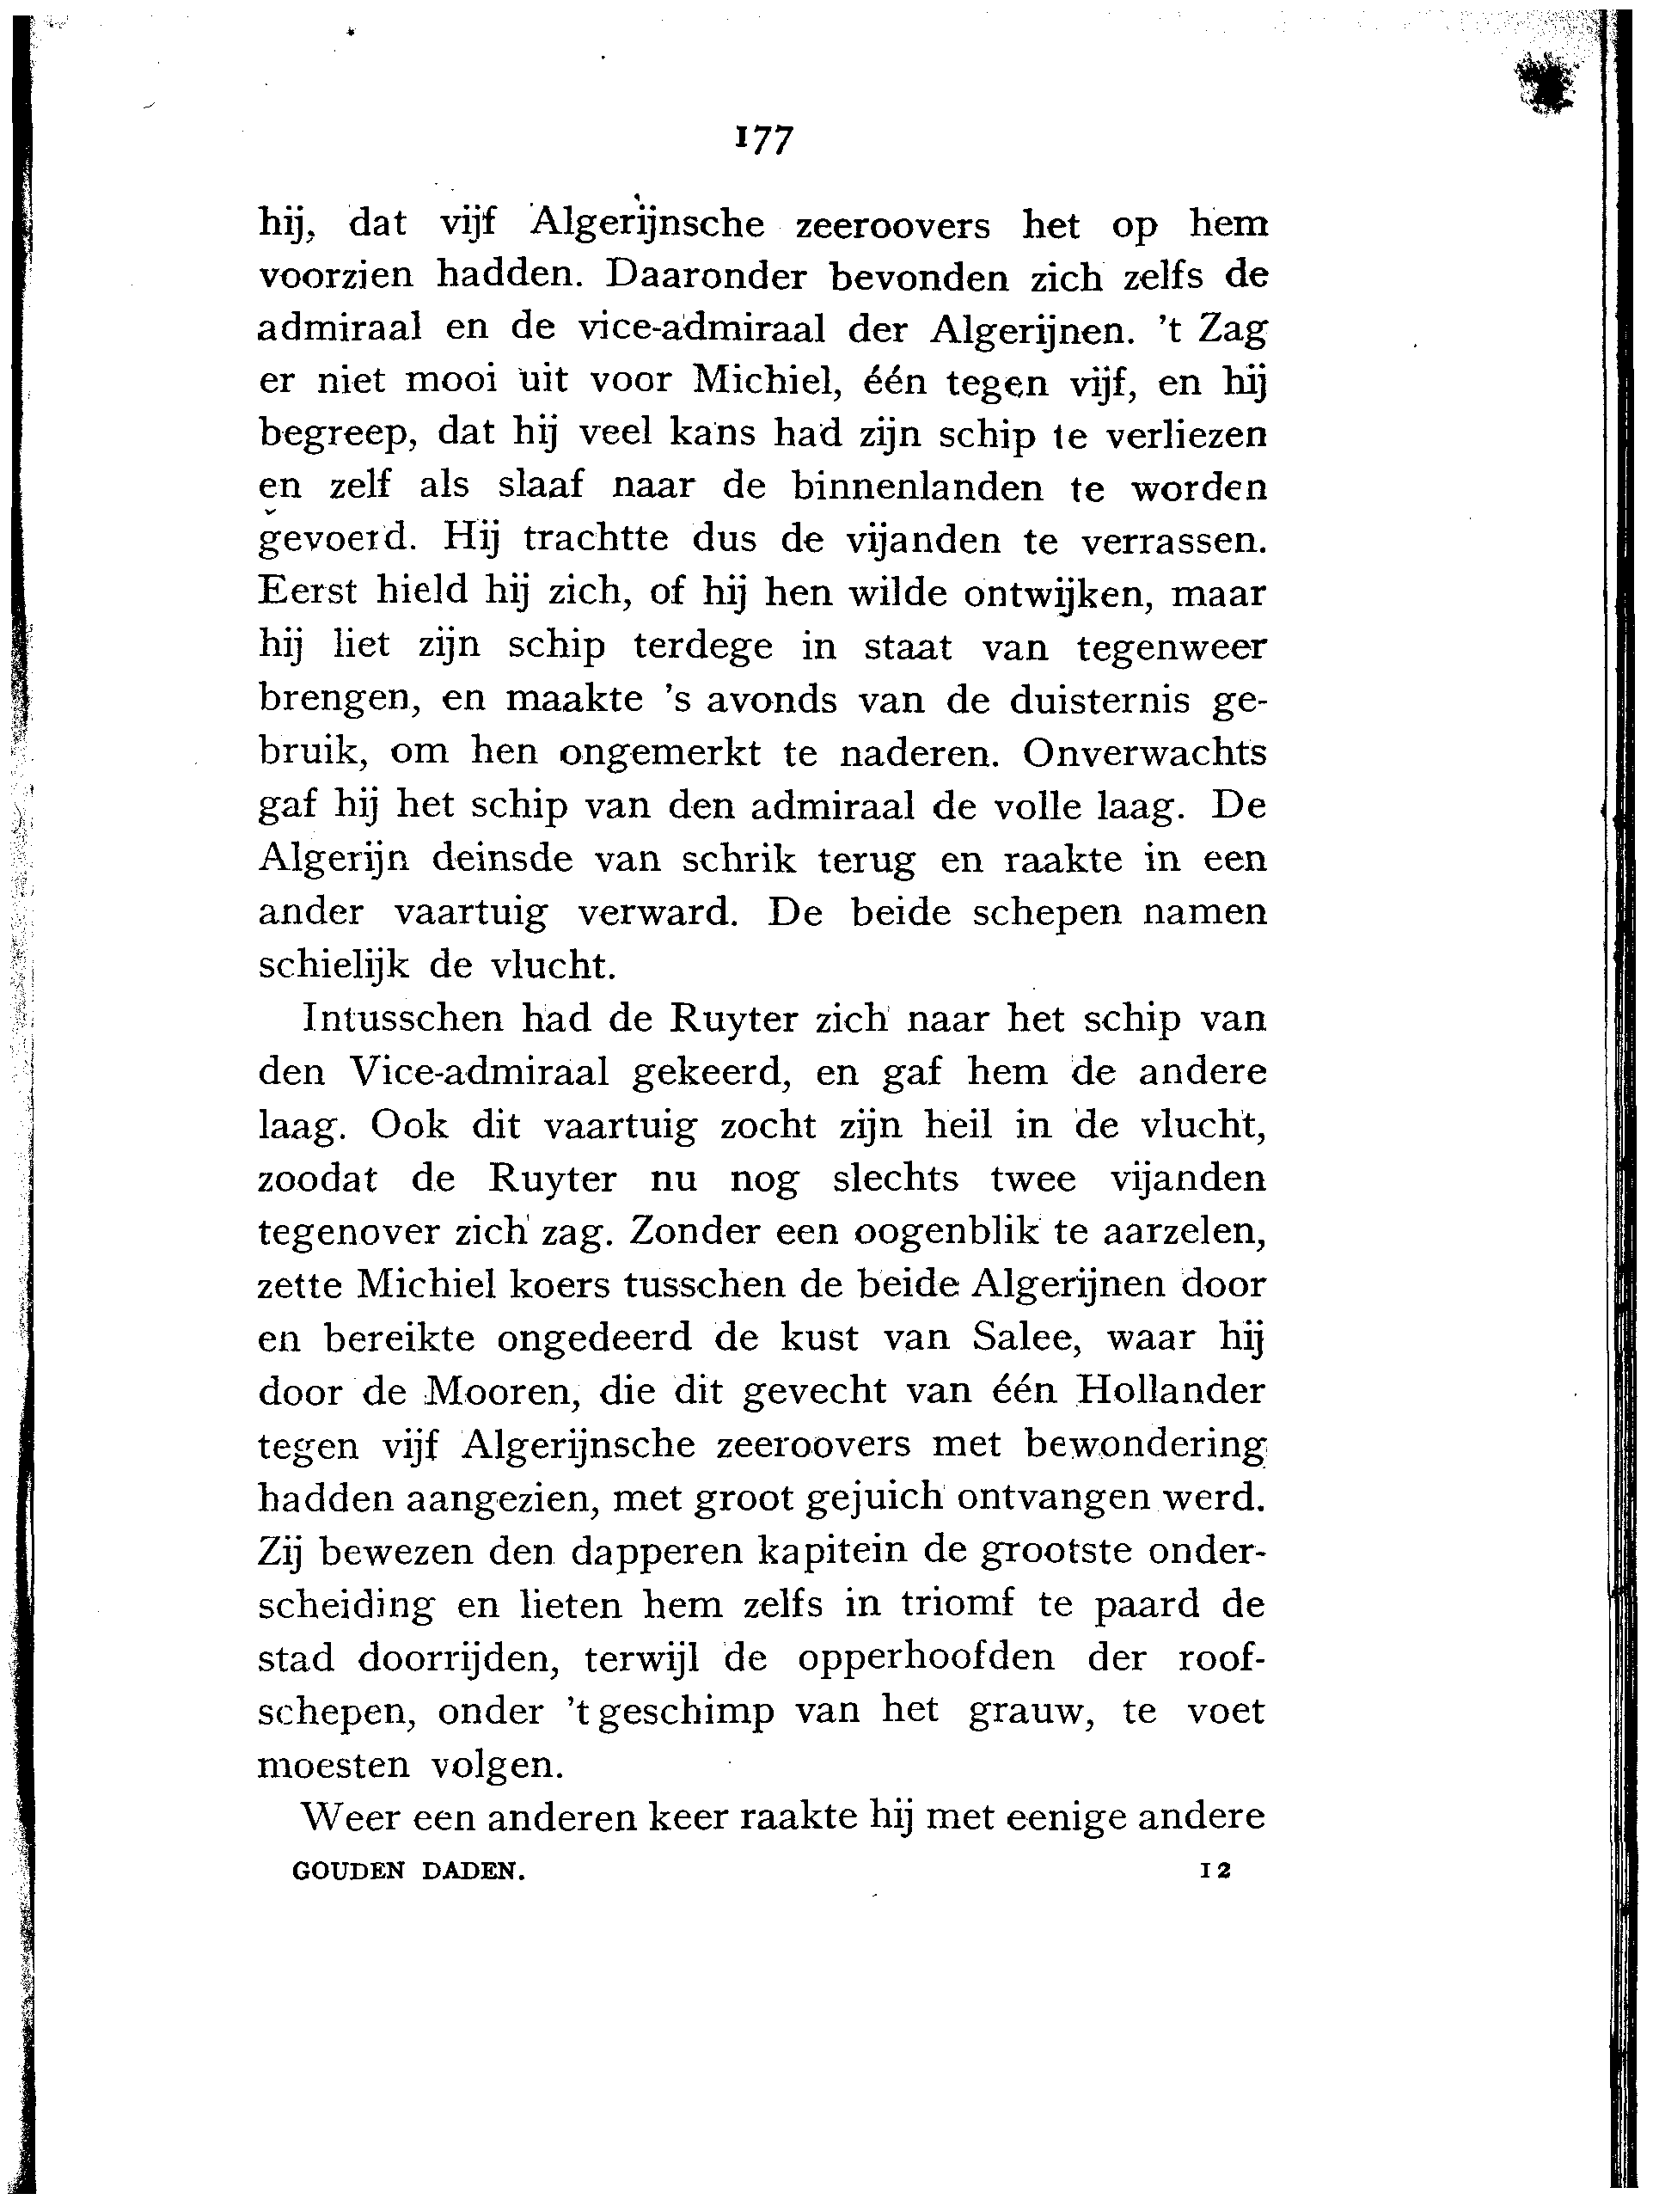 177
hij, dat vijf Algerijnsche zeeroovers het op hem
voorzien hadden. Daaronder bevonden zich zelfs de
admiraal en de vice-admiraal der Algerijnen. 't Zag
er niet mooi uit voor Michiel, één tegen vijf, en hij
begreep, dat hij veel kans had zijn schip te verliezen
en zelf als slaaf naar de binnenlanden te worden
gevoerd. Hij trachtte dus de vijanden te verrassen.
Eerst hield hij zich, of hij hen wilde ontwijken, maar
hij liet zijn schip terdege in staat van tegenweer
brengen, en maakte 's avonds van de duisternis ge-
bruik, om hen ongemerkt te naderen. Onverwachts
gaf hij het schip van den admiraal de volle laag. De
Algerijn deinsde van schrik terug en raakte in een
ander vaartuig verward. De beide schepen namen
schielijk de vlucht.
Intusschen had de Ruyter zich naar het schip van
den Vice-admiraal gekeerd, en gaf hem de andere
laag. Ook dit vaartuig zocht zijn heil in de vlucht,
zoodat de Ruyter nu nog slechts twee vijanden
tegenover zich zag. Zonder een oogenblik te aarzelen,
zette Michiel koers tusschen de beide Algerijnen door
en bereikte ongedeerd de kust van Salee, waar hij
door de Mooren, die dit gevecht van één Hollander
tegen vijf Algerijnsche zeeroovers met bewondering
hadden aangezien, met groot gejuich ontvangen werd.
Zij bewezen den dapperen kapitein de grootste onder-
scheiding en lieten hem zelfs in triomf te paard de
stad doorrijden, terwijl de opperhoofden der roof-
schepen, onder 't geschimp van het grauw, te voet
moesten volgen.
Weer een anderen keer raakte hij met eenige andere
GOUDEN DADEN. 12